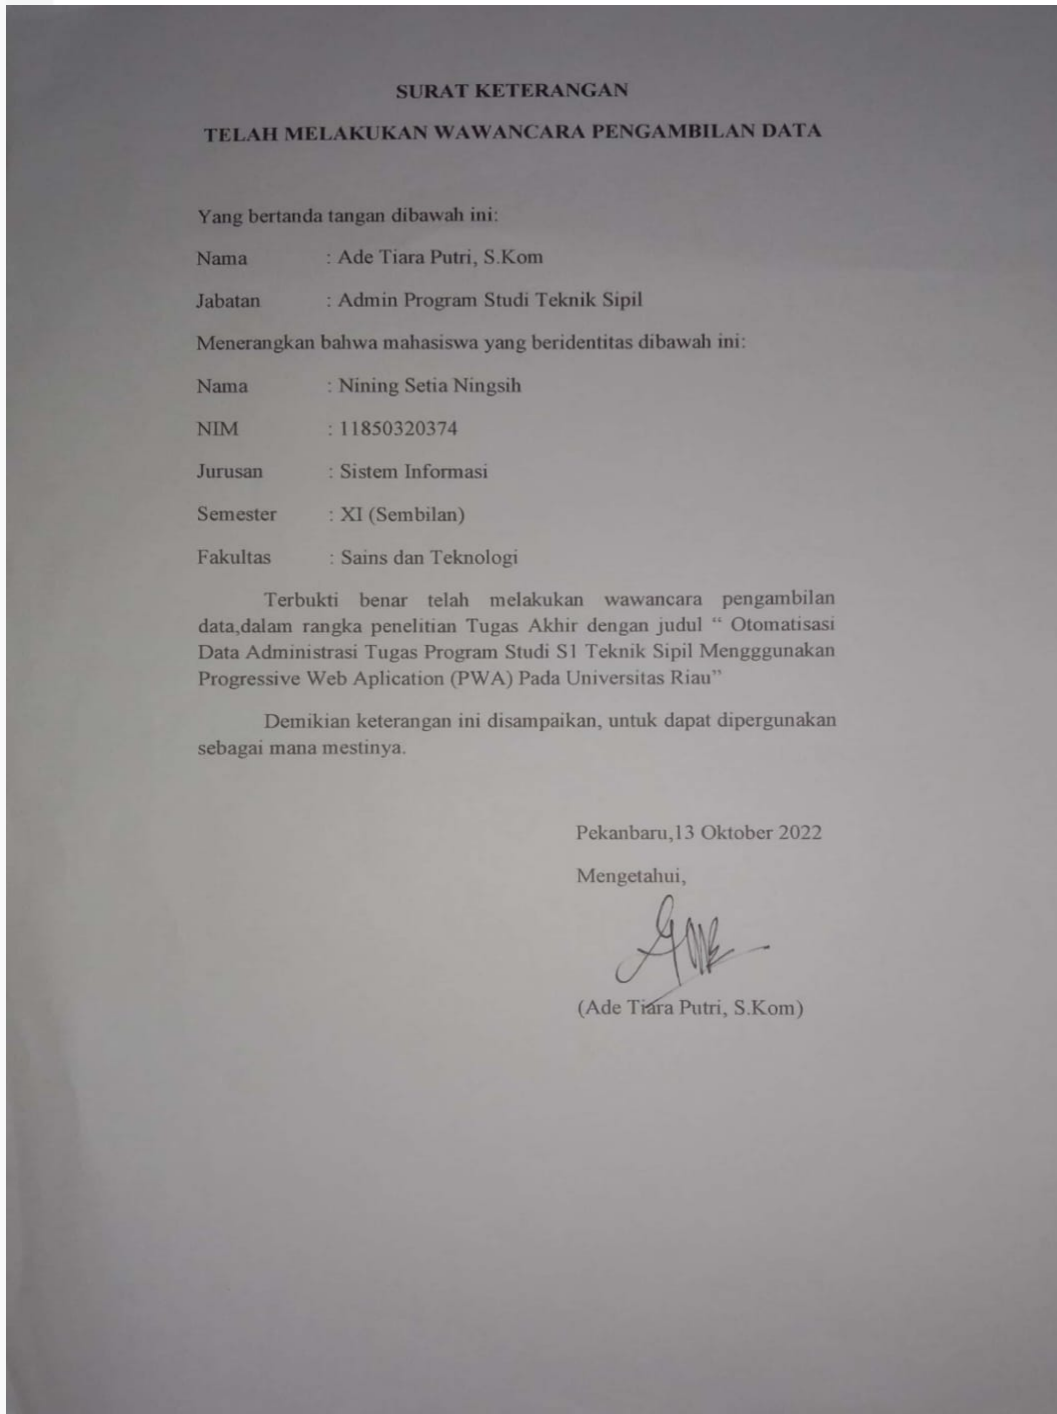 SURAT KETERANGAN
TELAH MELAKUKAN WAWANCARA PENGAMBILAN DATA
Yang bertanda tangan dibawah ini:
Nama : Ade Tiara Putri, S.Kom
Jabatan : Admin Program Studi Teknik Sipil
Menerangkan bahwa mahasiswa yang beridentitas dibawah ini:
Nama : Nining Setia Ningsih
NIM : 11850320374
Jurusan : Sistem Informasi
Semester : XI (Sembilan)
Fakultas : Sains dan Teknologi
Terbukti benar telah melakukan wawancara pengambilan
data,dalam rangka penelitian Tugas Akhir dengan judul “ Otomatisasi
Data Administrasi Tugas Program Studi S1 Teknik Sipil Mengggunakan
Progressive Web Aplication (PWA) Pada Universitas Riau”
Demikian keterangan ini disampaikan, untuk dapat dipergunakan
sebagai mana mestinya.
Pekanbaru,13 Oktober 2022
Mengetahui,
(Ade Tiara Putri, S.Kom)